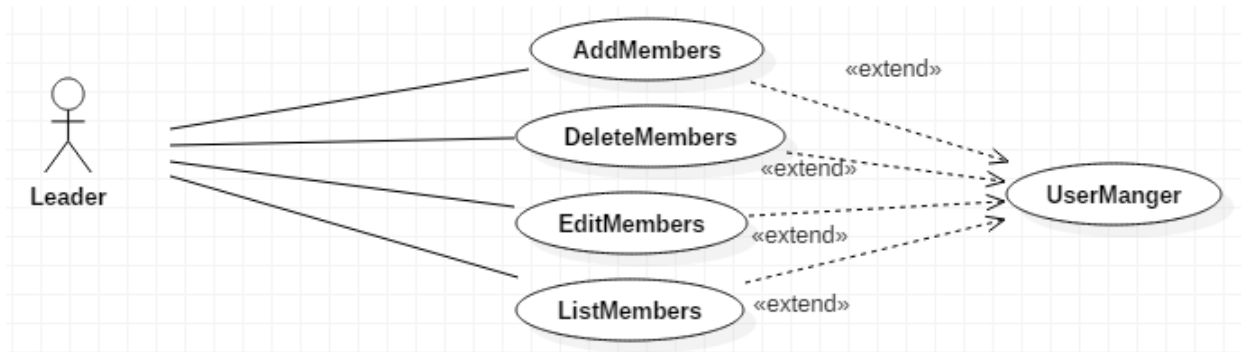 AddMembers
«extend»
DeleteMembers
«extend»
Leader
UserManger
EditMembers
«extend»
ListMembers
«extend»